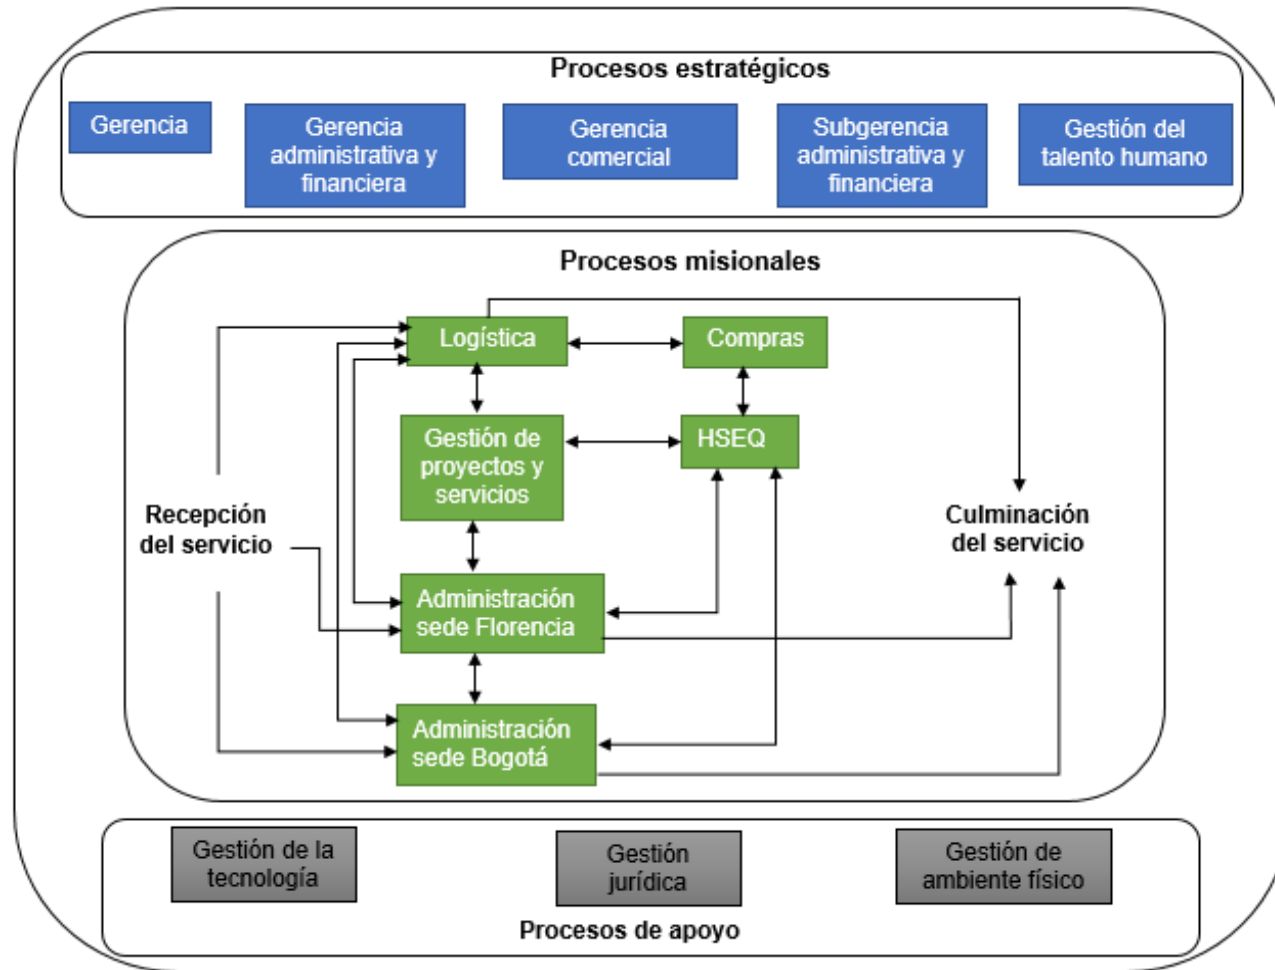 Procesos estratégicos
Gerencia
Gerencia
administrativa y
financiera
Gerencia
comercial
Subgerencia
administrativa y
financiera
Gestión del
talento humano
Procesos misionales
Logística
Compras
Gestión de
proyectos y
servicios
HSEQ
Recepción
del servicio
Culminación
del servicio
Administración
sede Florencia
Administración
sede Bogotá
Gestión de la
tecnología
Gestión
jurídica
Gestión de
ambiente físico
Procesos de apoyo